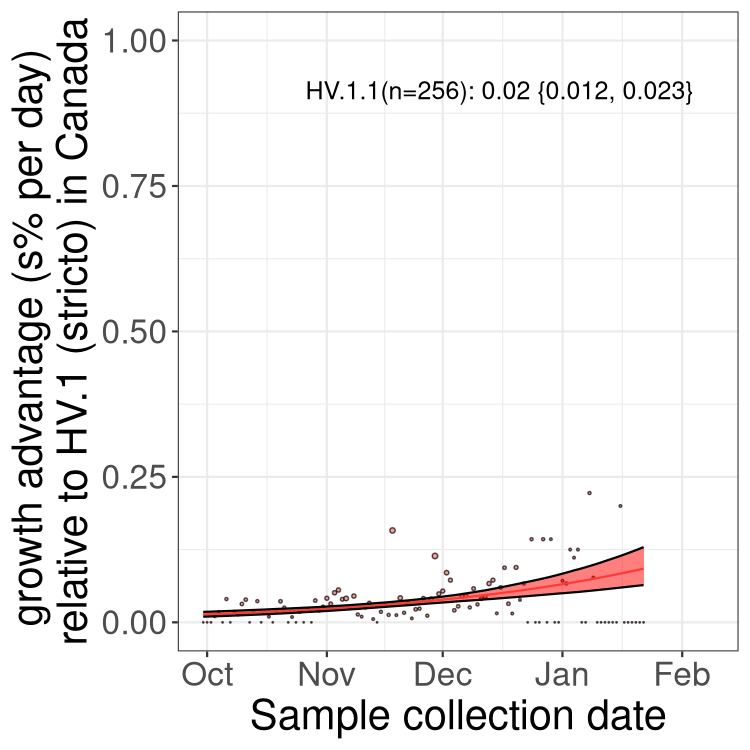 growth advantage (s% per day)
relative to HV.1 (stricto) in Canada
1.00
0.75
0.50
0.25
0.00
HV.1.1(n=256): 0.02 {0.012, 0.023}
Oct Nov Dec Jan Feb
Sample collection date